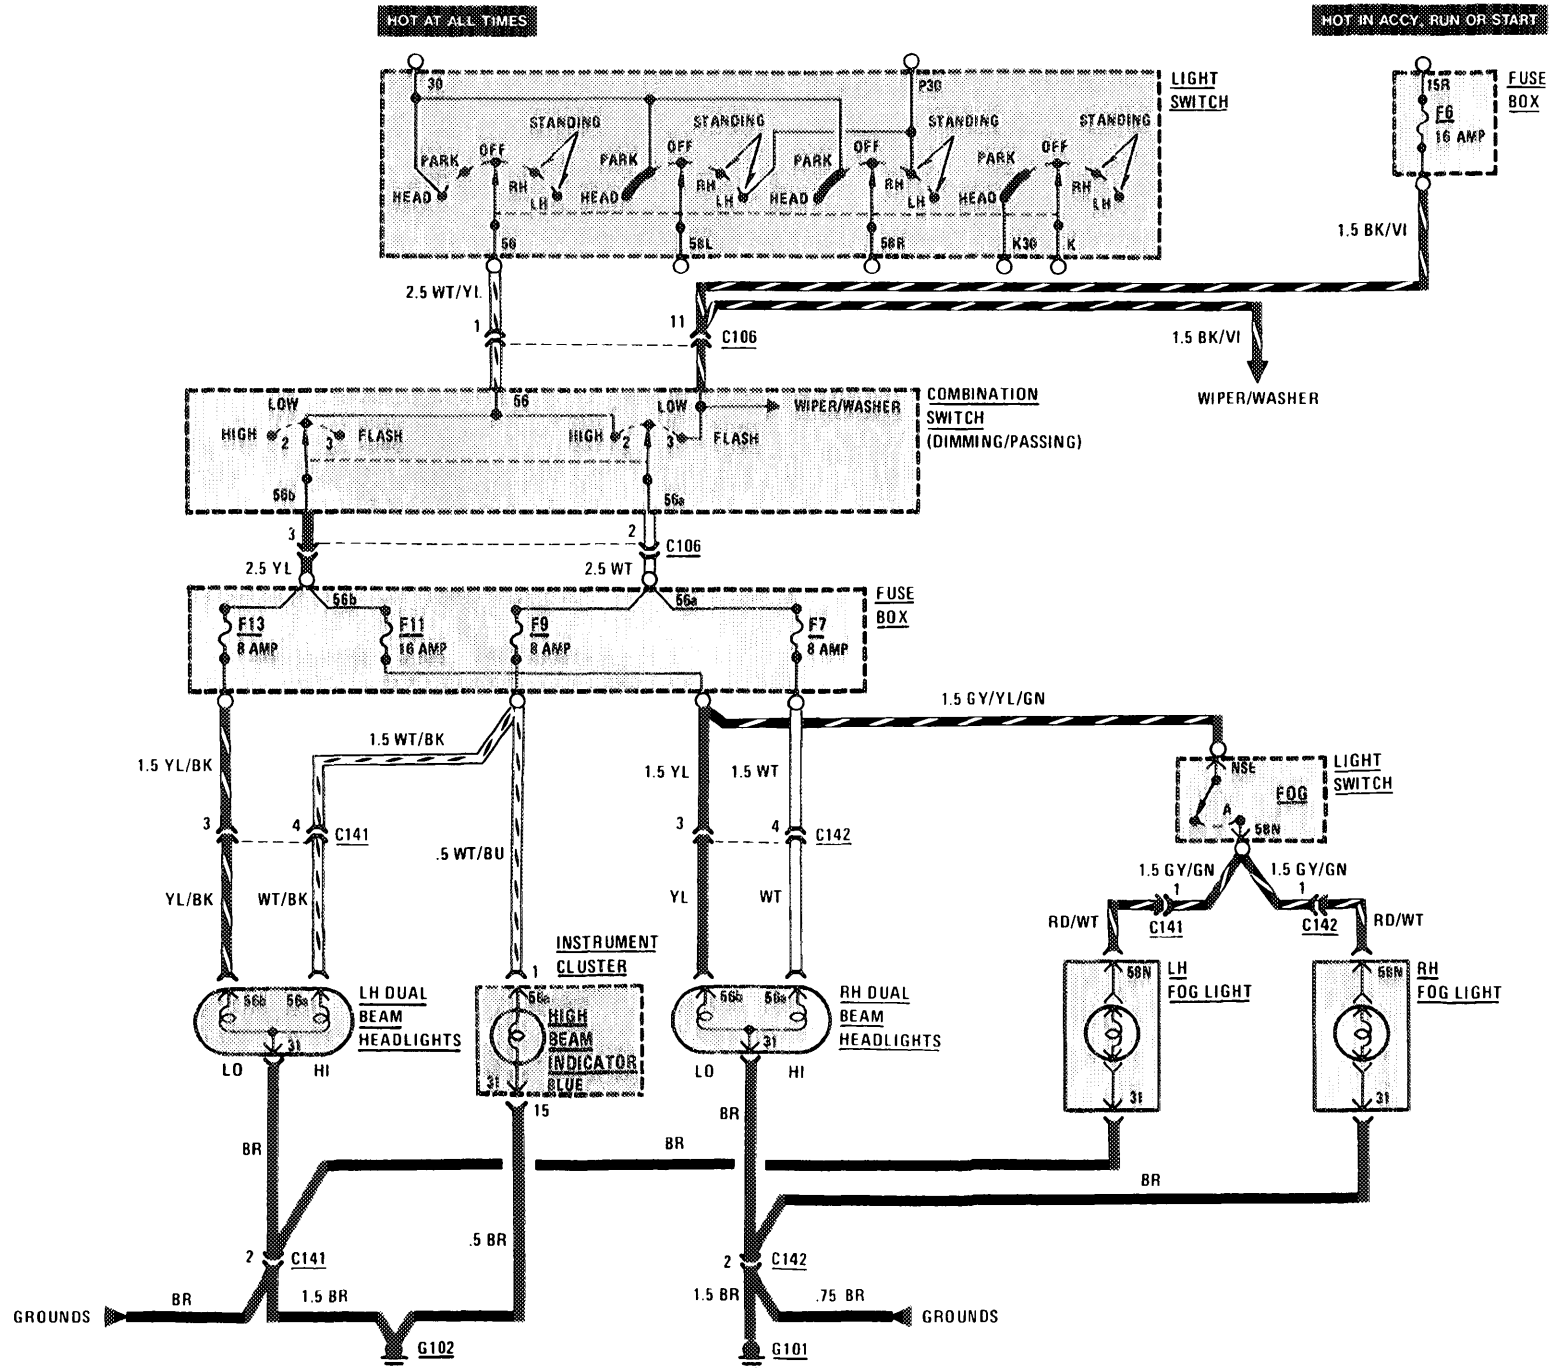 HOT AT ALL TIMES
HOT IN ACCY, RUN OR START
30
P30
LIGHT
SWITCH
15R
FUSE
BOX
F6
16 AMP
STANDING
STANDING
STANDING
STANDING
PARK
OFF
RH
LH
HEAD
PARK
OFF
RH
LH
HEAD
PARK
OFF
RH
LH
HEAD
PARK
OFF
RH
LH
HEAD
56
58L
58R
K30
K
1.5 BK/VI
2.5 WT/YL
1
11
C106
1.5 BK/VI
WIPER/WASHER
56
LOW
HIGH
2
3
FLASH
LOW
WIPER/WASHER
HIGH
2
3
FLASH
COMBINATION
SWITCH
(DIMMING/PASSING)
56b
56a
3
2
C106
2.5 YL
2.5 WT
56b
56a
FUSE
BOX
F13
8 AMP
F11
16 AMP
F9
8 AMP
F7
8 AMP
1.5 GY/YL/GN
1.5 YL/BK
1.5 WT/BK
1.5 YL
1.5 WT
NSE
FOG
A
58N
LIGHT
SWITCH
3
4
C141
.5 WT/BU
3
4
C142
1.5 GY/GN
1.5 GY/GN
1
1
YL/BK
WT/BK
YL
WT
RD/WT
C141
C142
RD/WT
INSTRUMENT
CLUSTER
1
56b
56a
31
LH DUAL
BEAM
HEADLIGHTS
LO
HI
56a
HIGH
BEAM
INDICATOR
BLUE
31
15
56b
56a
31
RH DUAL
BEAM
HEADLIGHTS
LO
HI
58N
LH
FOG LIGHT
31
58N
RH
FOG LIGHT
31
BR
BR
BR
BR
.5 BR
2
C141
2
C142
GROUNDS
BR
1.5 BR
1.5 BR
.75 BR
GROUNDS
G102
G101